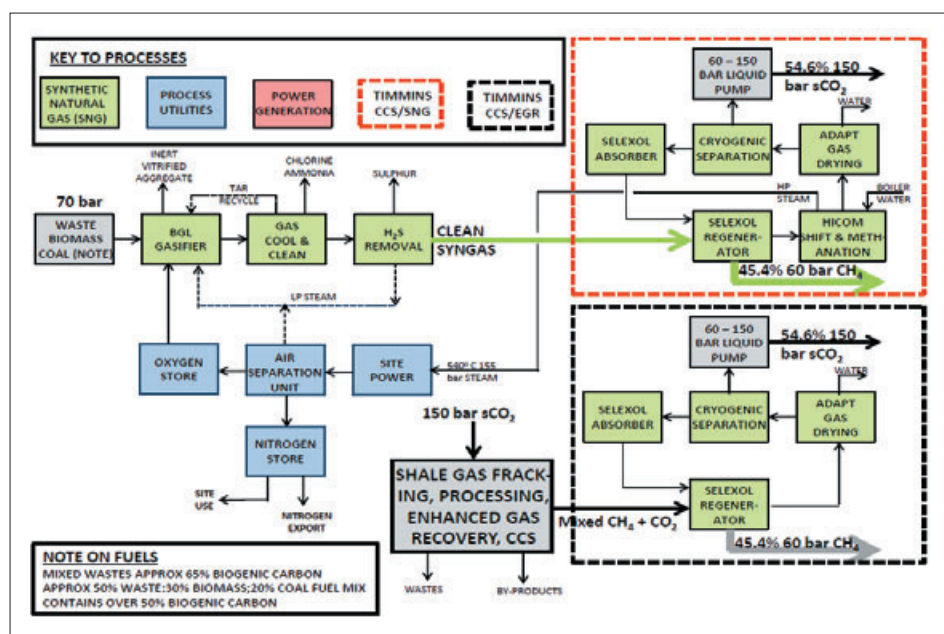 KEY TO PROCESSES
SYNTHETIC
NATURAL
GAS (SNG)
PROCESS
UTILITIES
POWER
GENERATION
TIMMINS
CCS/SNG
TIMMINS
CCS/EGR
INERT
VITRIFIED
AGGREGATE
CHLORINE
AMMONIA
SULPHUR
TAR
RECYCLE
70 bar
WASTE
BIOMASS
COAL (NOTE)
BGL
GASIFIER
GAS
COOL &
CLEAN
H₂S
REMOVAL
CLEAN
SYNGAS
LP STEAM
OXYGEN
STORE
AIR
SEPARATION
UNIT
SITE
POWER
540° C 155
bar STEAM
NITROGEN
STORE
SITE
USE
NITROGEN
EXPORT
150 bar sCO₂
SHALE GAS FRACK-
ING, PROCESSING,
ENHANCED GAS
RECOVERY, CCS
WASTES
BY-PRODUCTS
Mixed CH₄ + CO₂
60 – 150
BAR LIQUID
PUMP
54.6% 150
bar sCO₂
WATER
SELEXOL
ABSORBER
CRYOGENIC
SEPARATION
ADAPT
GAS
DRYING
HP
STEAM
BOILER
WATER
SELEXOL
REGENER-
ATOR
HICOM
SHIFT & METH-
ANATION
45.4% 60 bar CH₄
60 – 150
BAR LIQUID
PUMP
54.6% 150
bar sCO₂
WATER
SELEXOL
ABSORBER
CRYOGENIC
SEPARATION
ADAPT
GAS
DRYING
SELEXOL
REGENER-
ATOR
45.4% 60 bar CH₄
NOTE ON FUELS
MIXED WASTES APPROX 65% BIOGENIC CARBON
APPROX 50% WASTE:30% BIOMASS;20% COAL FUEL MIX
CONTAINS OVER 50% BIOGENIC CARBON